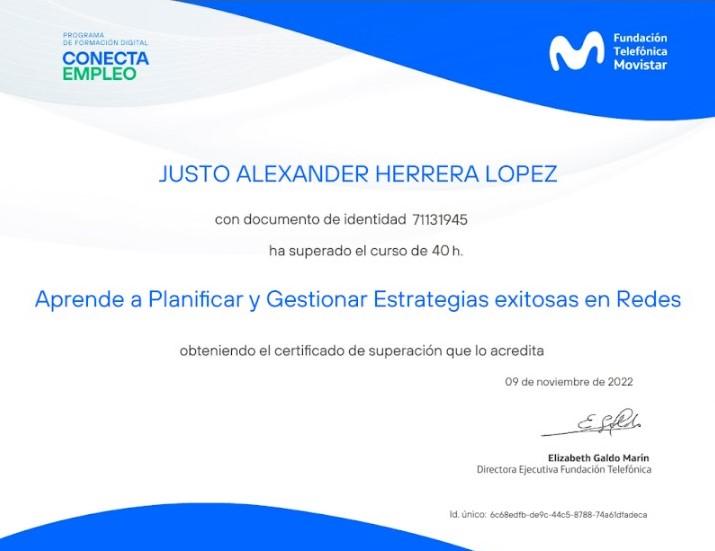 PROGRAMA
DE FORMACIÓN DIGITAL
CONECTA
EMPLEO
Fundación
Telefónica
Movistar
JUSTO ALEXANDER HERRERA LOPEZ
con documento de identidad 71131945
ha superado el curso de 40 h.
Aprende a Planificar y Gestionar Estrategias exitosas en Redes
obteniendo el certificado de superación que lo acredita
09 de noviembre de 2022
Elizabeth Galdo Marín
Directora Ejecutiva Fundación Telefónica
Id. único: 6c68edfb-de9c-44c5-8788-74a61dfadeca